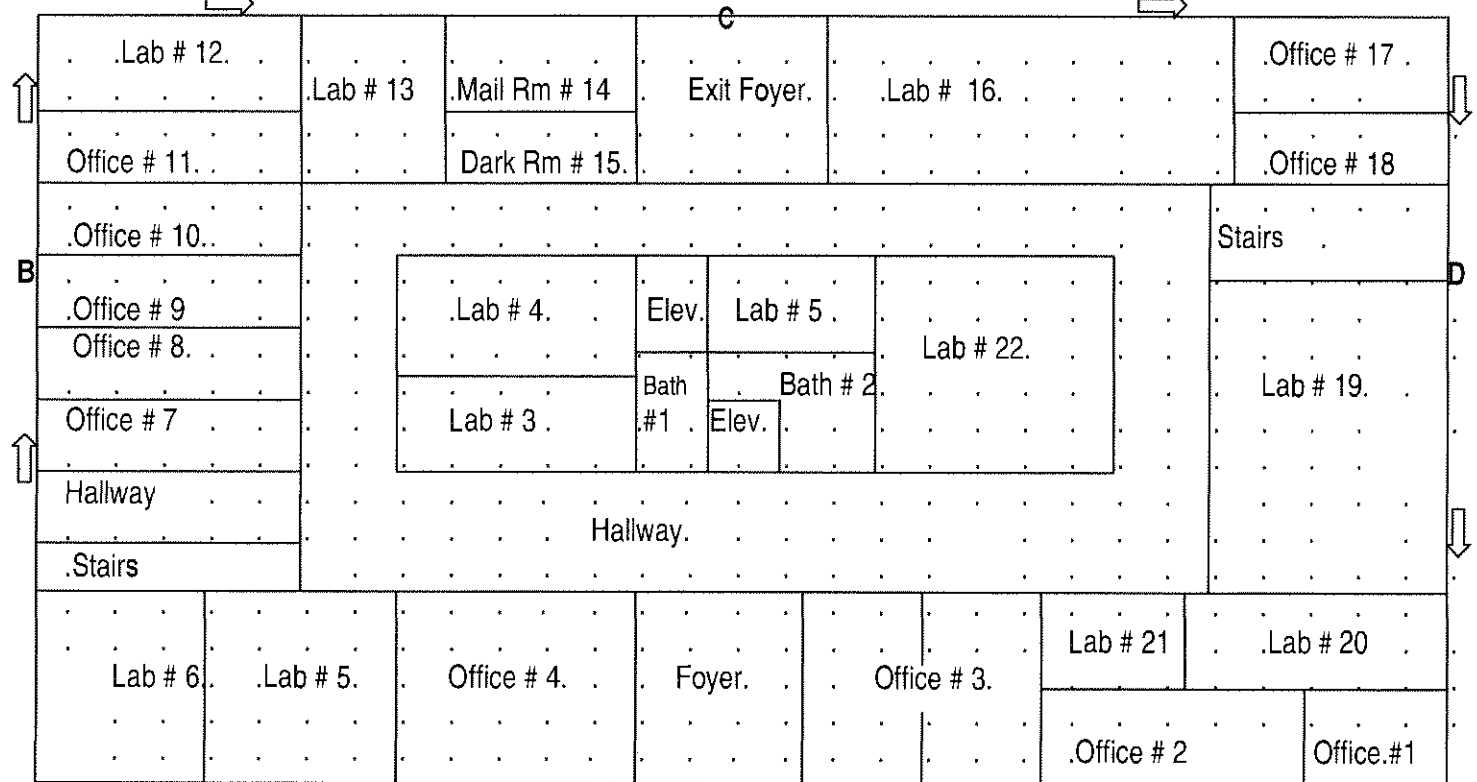 C
.Lab # 12.
.Lab # 13
.Mail Rm # 14
Exit Foyer.
.Lab # 16.
.Office # 17 .
Office # 11. .
Dark Rm # 15.
.Office # 18
.Office # 10..
Stairs
B
D
.Office # 9
.Lab # 4.
Elev.
Lab # 5 .
Office # 8. .
Lab # 22.
Bath
#1
Bath # 2
Lab # 19.
Office # 7
Lab # 3 .
Elev.
Hallway
Hallway.
.Stairs
Lab # 6.
.Lab # 5.
Office # 4.
Foyer.
Office # 3.
Lab # 21
.Lab # 20
.Office # 2
Office.#1